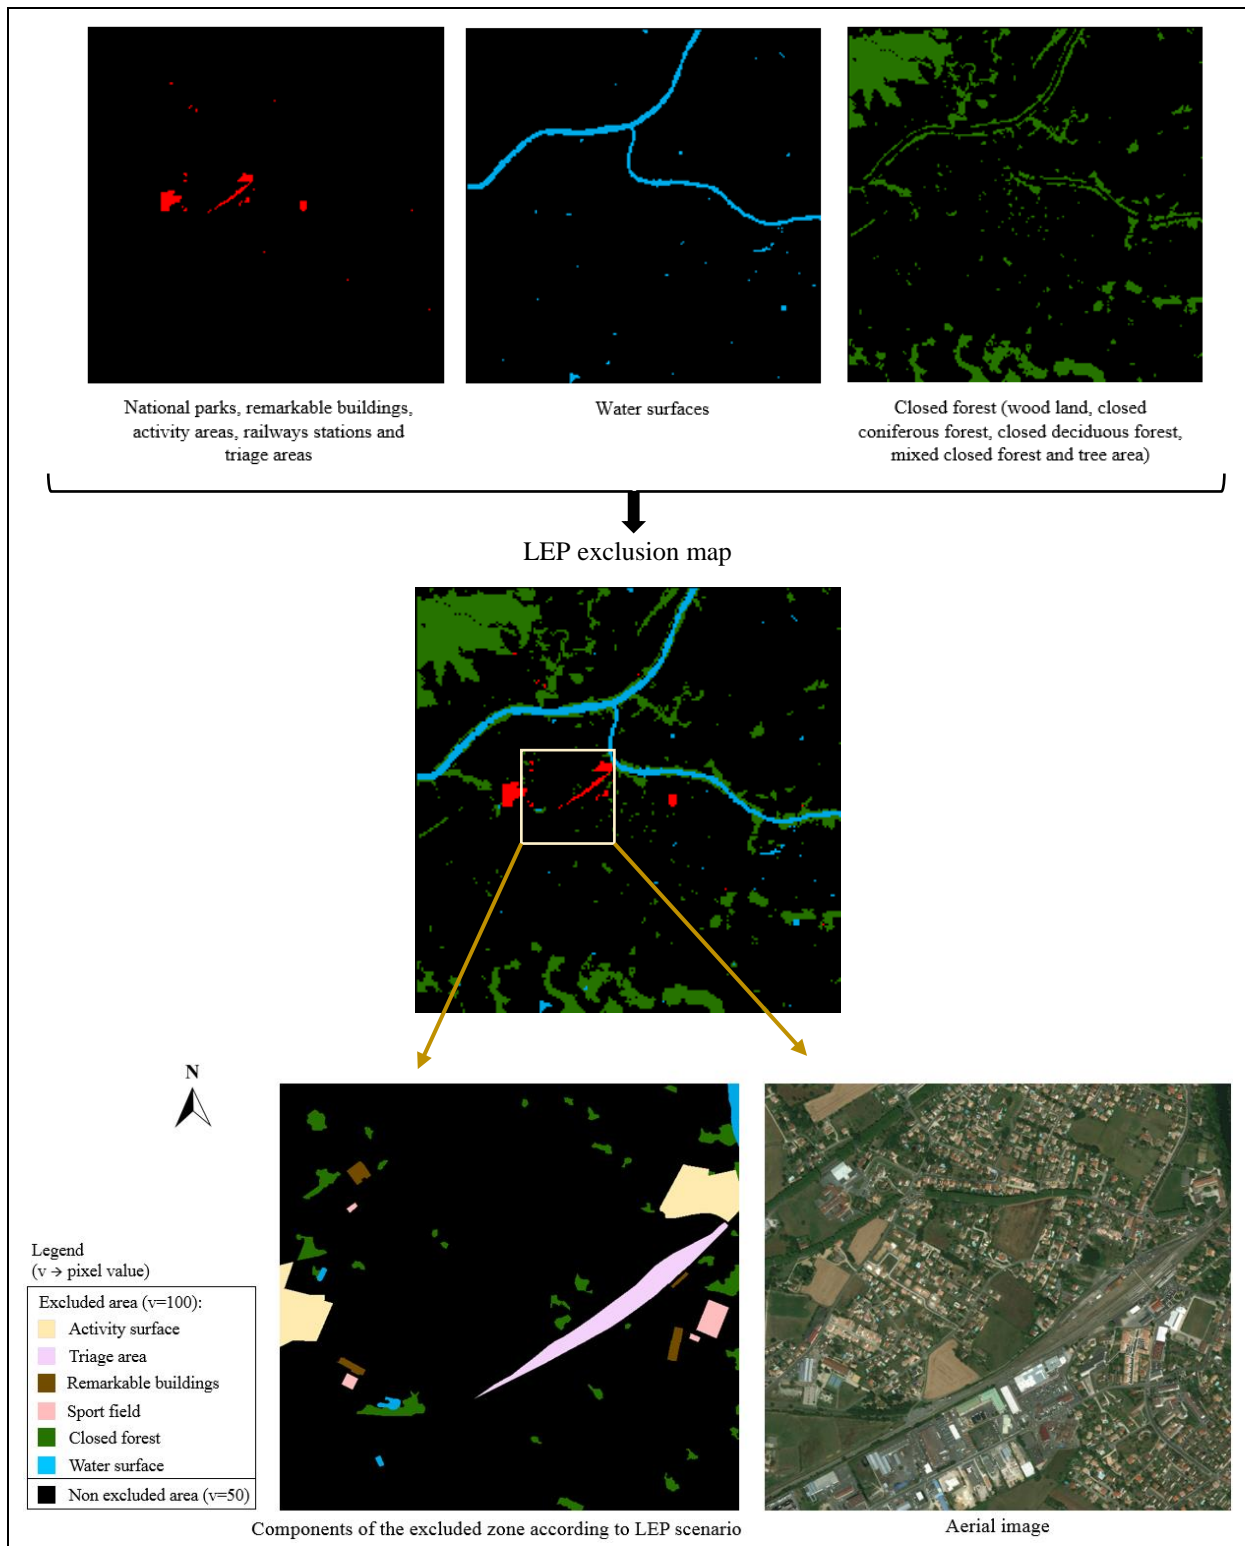 National parks, remarkable buildings,
activity areas, railways stations and
triage areas
Water surfaces
Closed forest (wood land, closed
coniferous forest, closed deciduous forest,
mixed closed forest and tree area)
LEP exclusion map
N
Legend
(v → pixel value)
Excluded area (v=100):
Activity surface
Triage area
Remarkable buildings
Sport field
Closed forest
Water surface
Non excluded area (v=50)
Components of the excluded zone according to LEP scenario
Aerial image